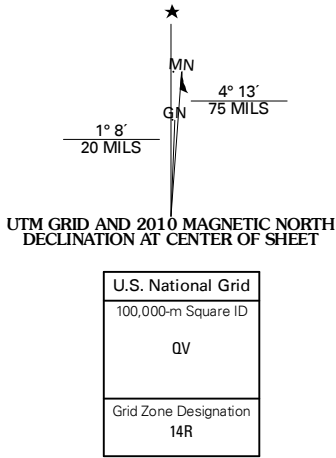 MN
4° 13´
75 MILS
GN
1° 8´
20 MILS
UTM GRID AND 2010 MAGNETIC NORTH
DECLINATION AT CENTER OF SHEET
U.S. National Grid
100,000-m Square ID
QV
Grid Zone Designation
14R